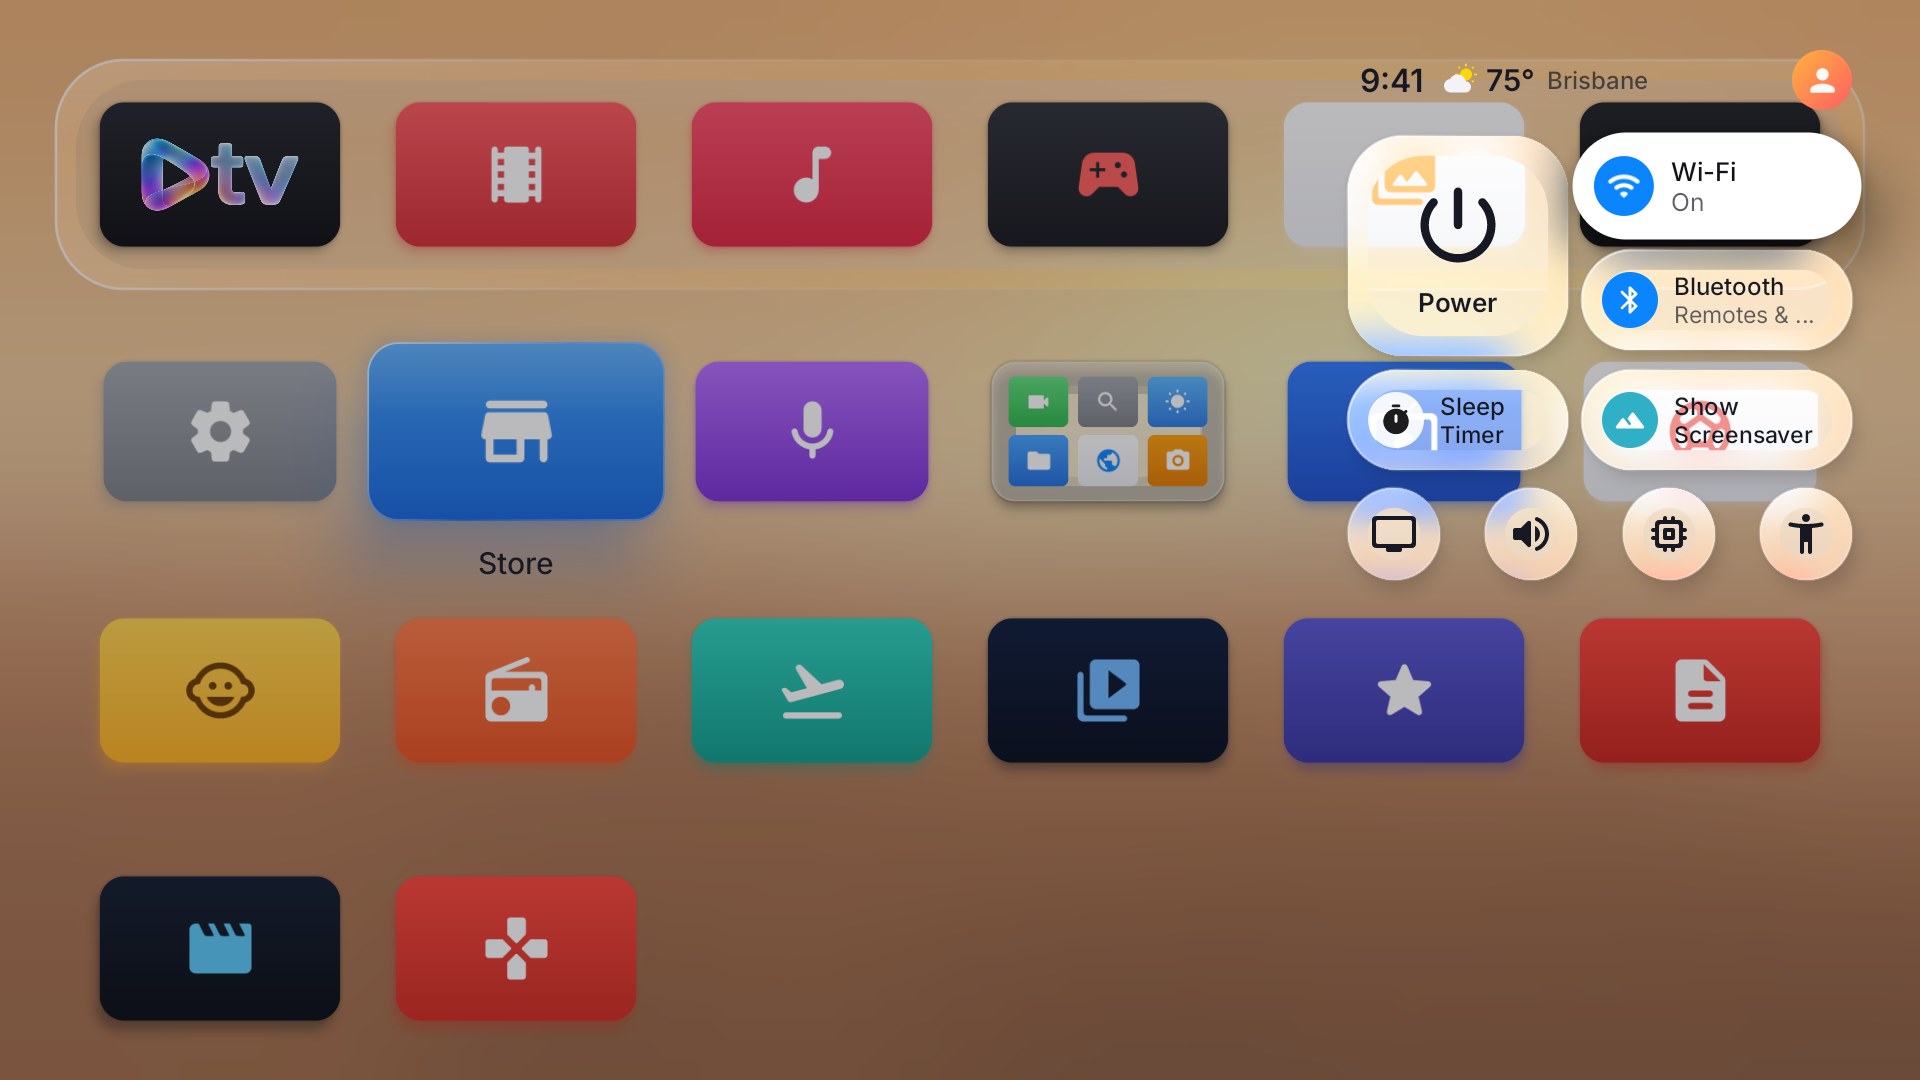 9:41 75° Brisbane
tv
Wi-Fi
On
Power
Bluetooth
Remotes & ...
Sleep
Timer
Show
Screensaver
Store